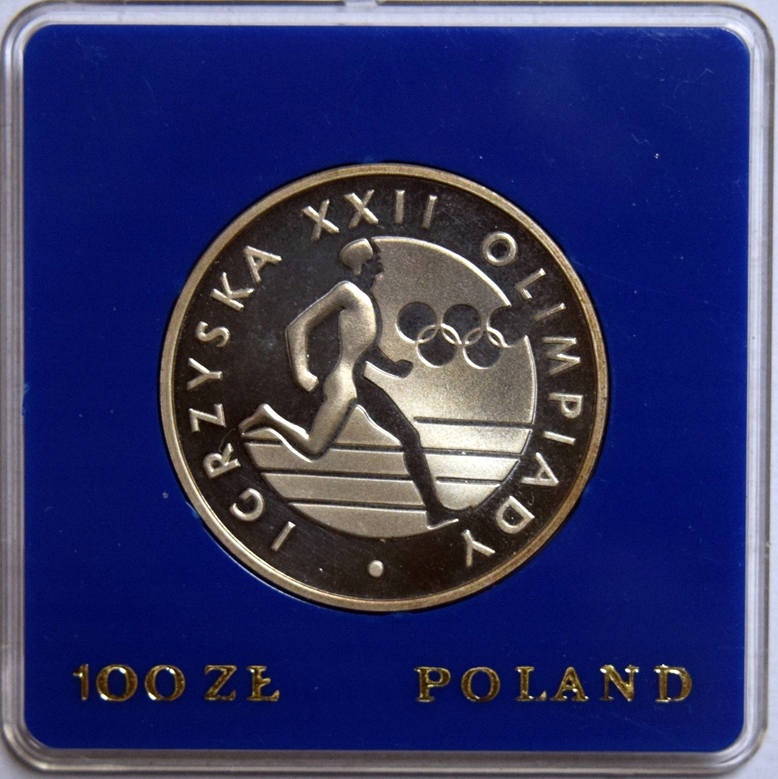 IGRZYSKA XXII OLIMPIADY
100 ZŁ POLAND